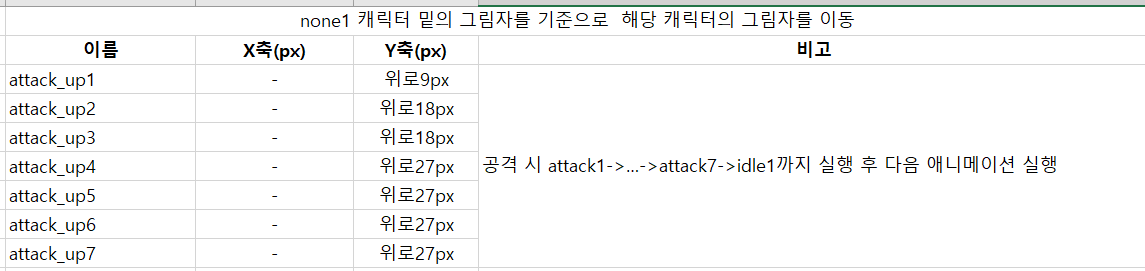 none1 캐릭터 밑의 그림자를 기준으로 해당 캐릭터의 그림자를 이동
이름 X축(px) Y축(px) 비고
attack_up1 - 위로9px
attack_up2 - 위로18px
attack_up3 - 위로18px
attack_up4 - 위로27px 공격 시 attack1->...->attack7->idle1까지 실행 후 다음 애니메이션 실행
attack_up5 - 위로27px
attack_up6 - 위로27px
attack_up7 - 위로27px